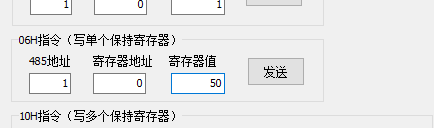 1 0 1
06H指令（写单个保持寄存器）
485地址 寄存器地址 寄存器值
1 0 50 发送
10H指令（写多个保持寄存器）